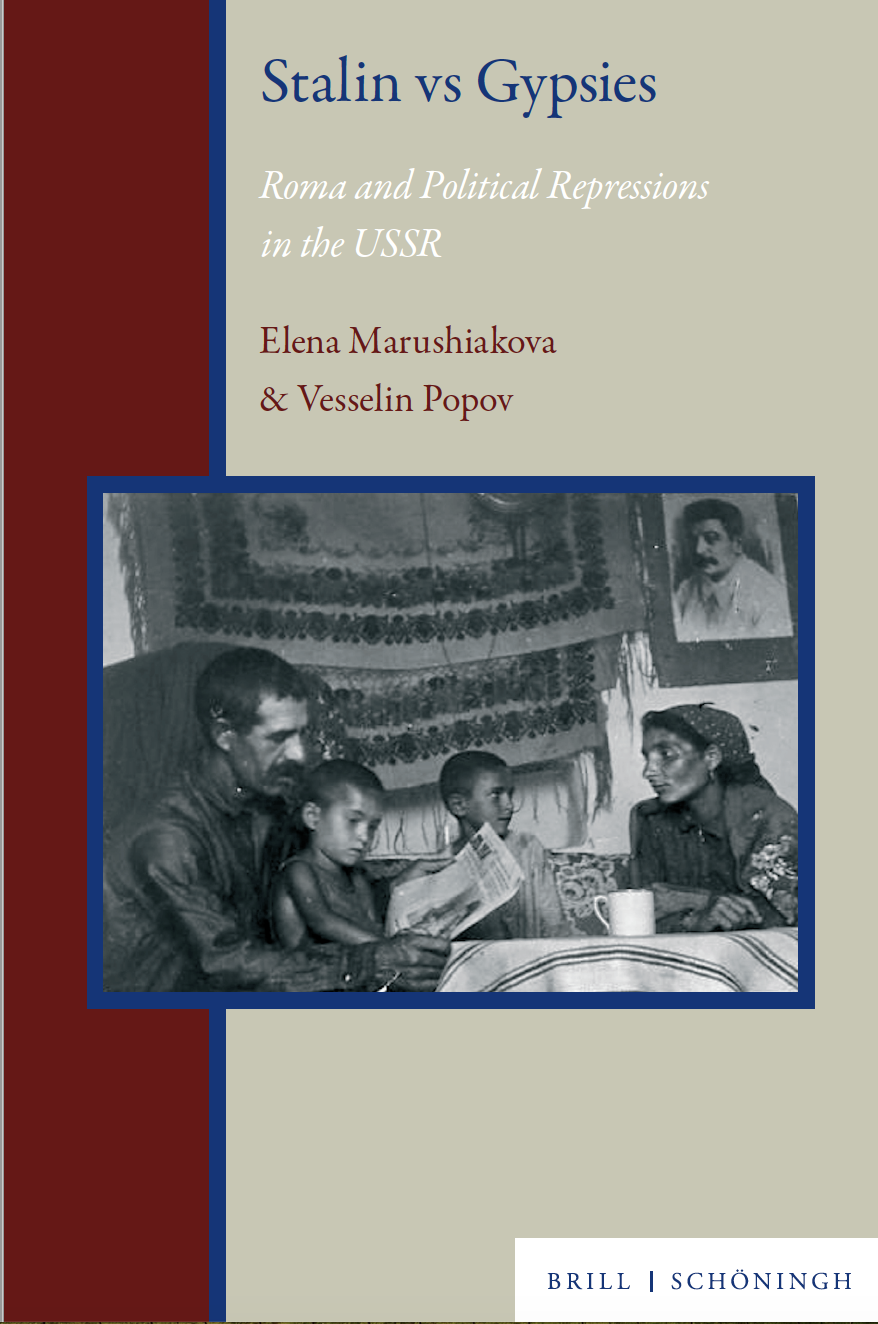 Stalin vs Gypsies
Roma and Political Repressions
in the USSR
Elena Marushiakova
& Vesselin Popov
BRILL | SCHÖNINGH